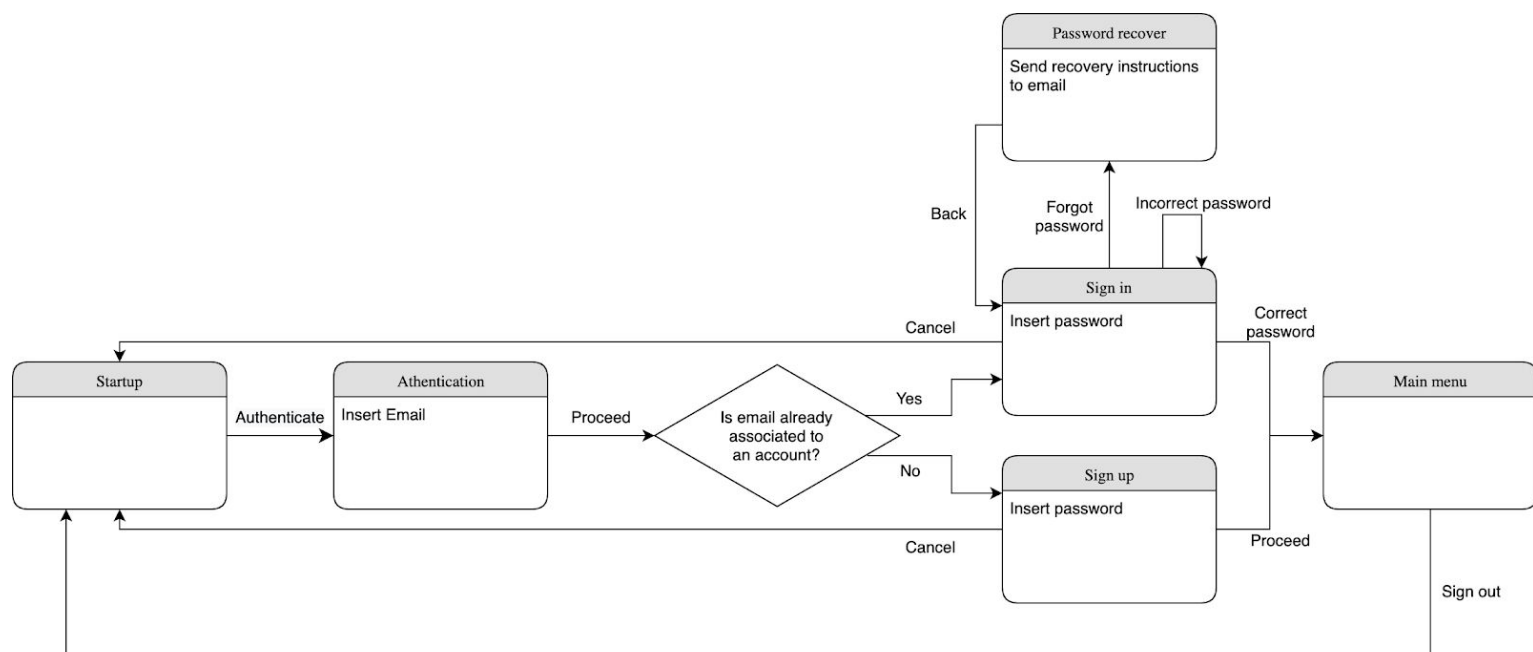 Password recover
Send recovery instructions
to email
Back
Forgot
password
Incorrect password
Sign in
Insert password
Cancel
Correct
password
Startup
Authenticate
Athentication
Insert Email
Proceed
Is email already
associated to
an account?
Yes
No
Sign up
Insert password
Cancel
Proceed
Main menu
Sign out